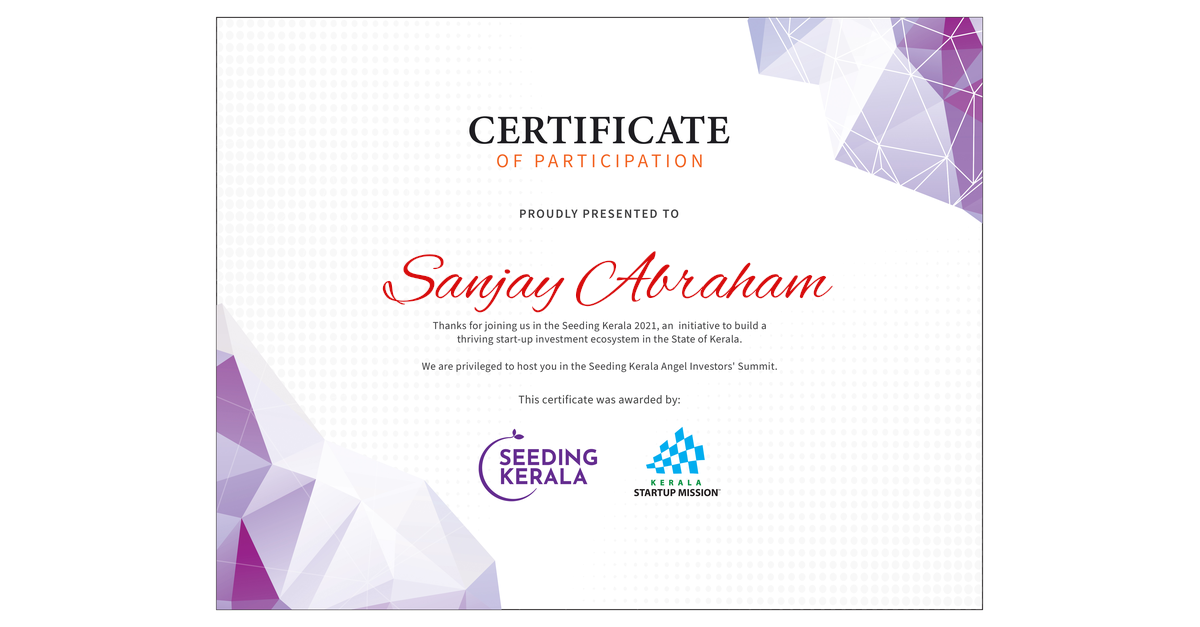 CERTIFICATE
OF PARTICIPATION
PROUDLY PRESENTED TO
Sanjay Abraham
Thanks for joining us in the Seeding Kerala 2021, an initiative to build a
thriving start-up investment ecosystem in the State of Kerala.
We are privileged to host you in the Seeding Kerala Angel Investors' Summit.
This certificate was awarded by:
SEEDING
KERALA
KERALA
STARTUP MISSION